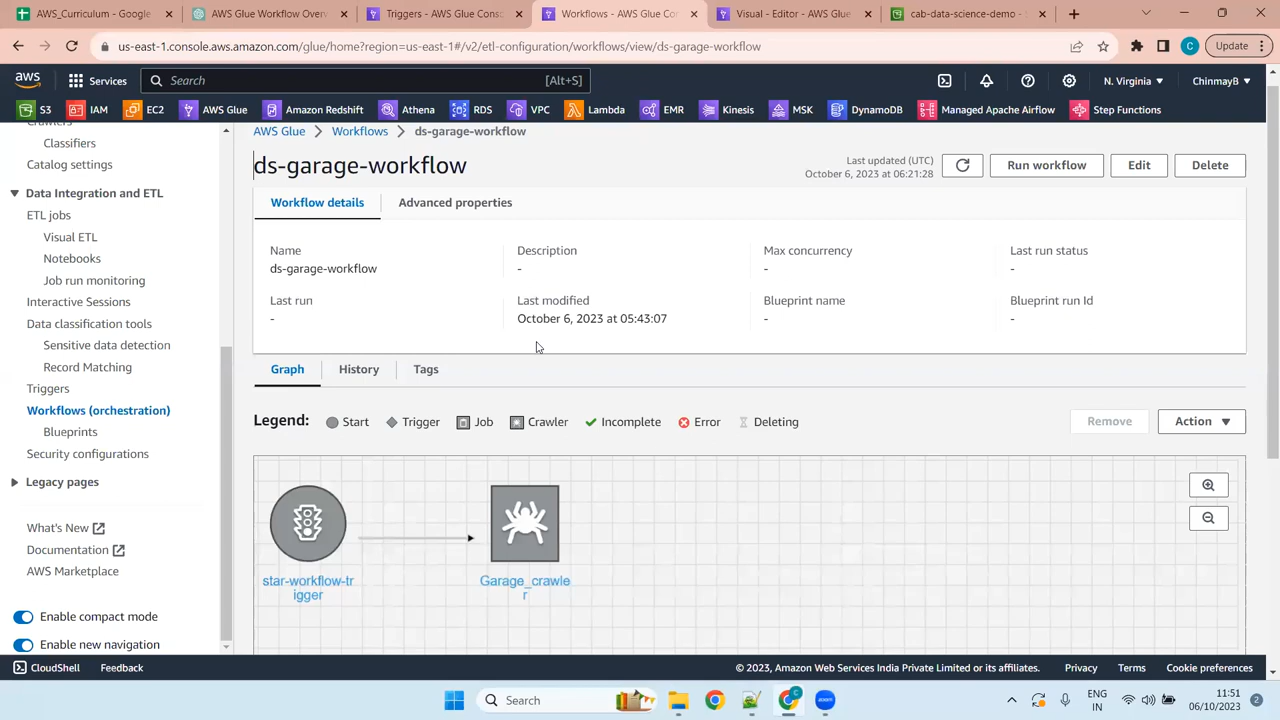 AWS_Curriculum - Google
AWS Glue Workflow Overv
Triggers - AWS Glue Conso
Workflows - AWS Glue Con
Visual - Editor - AWS Glue
cab-data-science-demo -
us-east-1.console.aws.amazon.com/glue/home?region=us-east-1#/v2/etl-configuration/workflows/view/ds-garage-workflow
C
Update
aws
Services
Search
[Alt+S]
N. Virginia
ChinmayB
S3
IAM
EC2
AWS Glue
Amazon Redshift
Athena
RDS
VPC
Lambda
EMR
Kinesis
MSK
DynamoDB
Managed Apache Airflow
Step Functions
Crawlers
Classifiers
Catalog settings
Data Integration and ETL
ETL jobs
Visual ETL
Notebooks
Job run monitoring
Interactive Sessions
Data classification tools
Sensitive data detection
Record Matching
Triggers
Workflows (orchestration)
Blueprints
Security configurations
Legacy pages
What's New
Documentation
AWS Marketplace
Enable compact mode
Enable new navigation
AWS Glue
Workflows
ds-garage-workflow
ds-garage-workflow
Last updated (UTC)
October 6, 2023 at 06:21:28
Run workflow
Edit
Delete
Workflow details
Advanced properties
Name
ds-garage-workflow
Description
-
Max concurrency
-
Last run status
-
Last run
-
Last modified
October 6, 2023 at 05:43:07
Blueprint name
-
Blueprint run Id
-
Graph
History
Tags
Legend:
Start
Trigger
Job
Crawler
Incomplete
Error
Deleting
Remove
Action
star-workflow-tr
igger
Garage_crawle
r
CloudShell
Feedback
© 2023, Amazon Web Services India Private Limited or its affiliates.
Privacy
Terms
Cookie preferences
Search
ENG
IN
11:51
06/10/2023
2